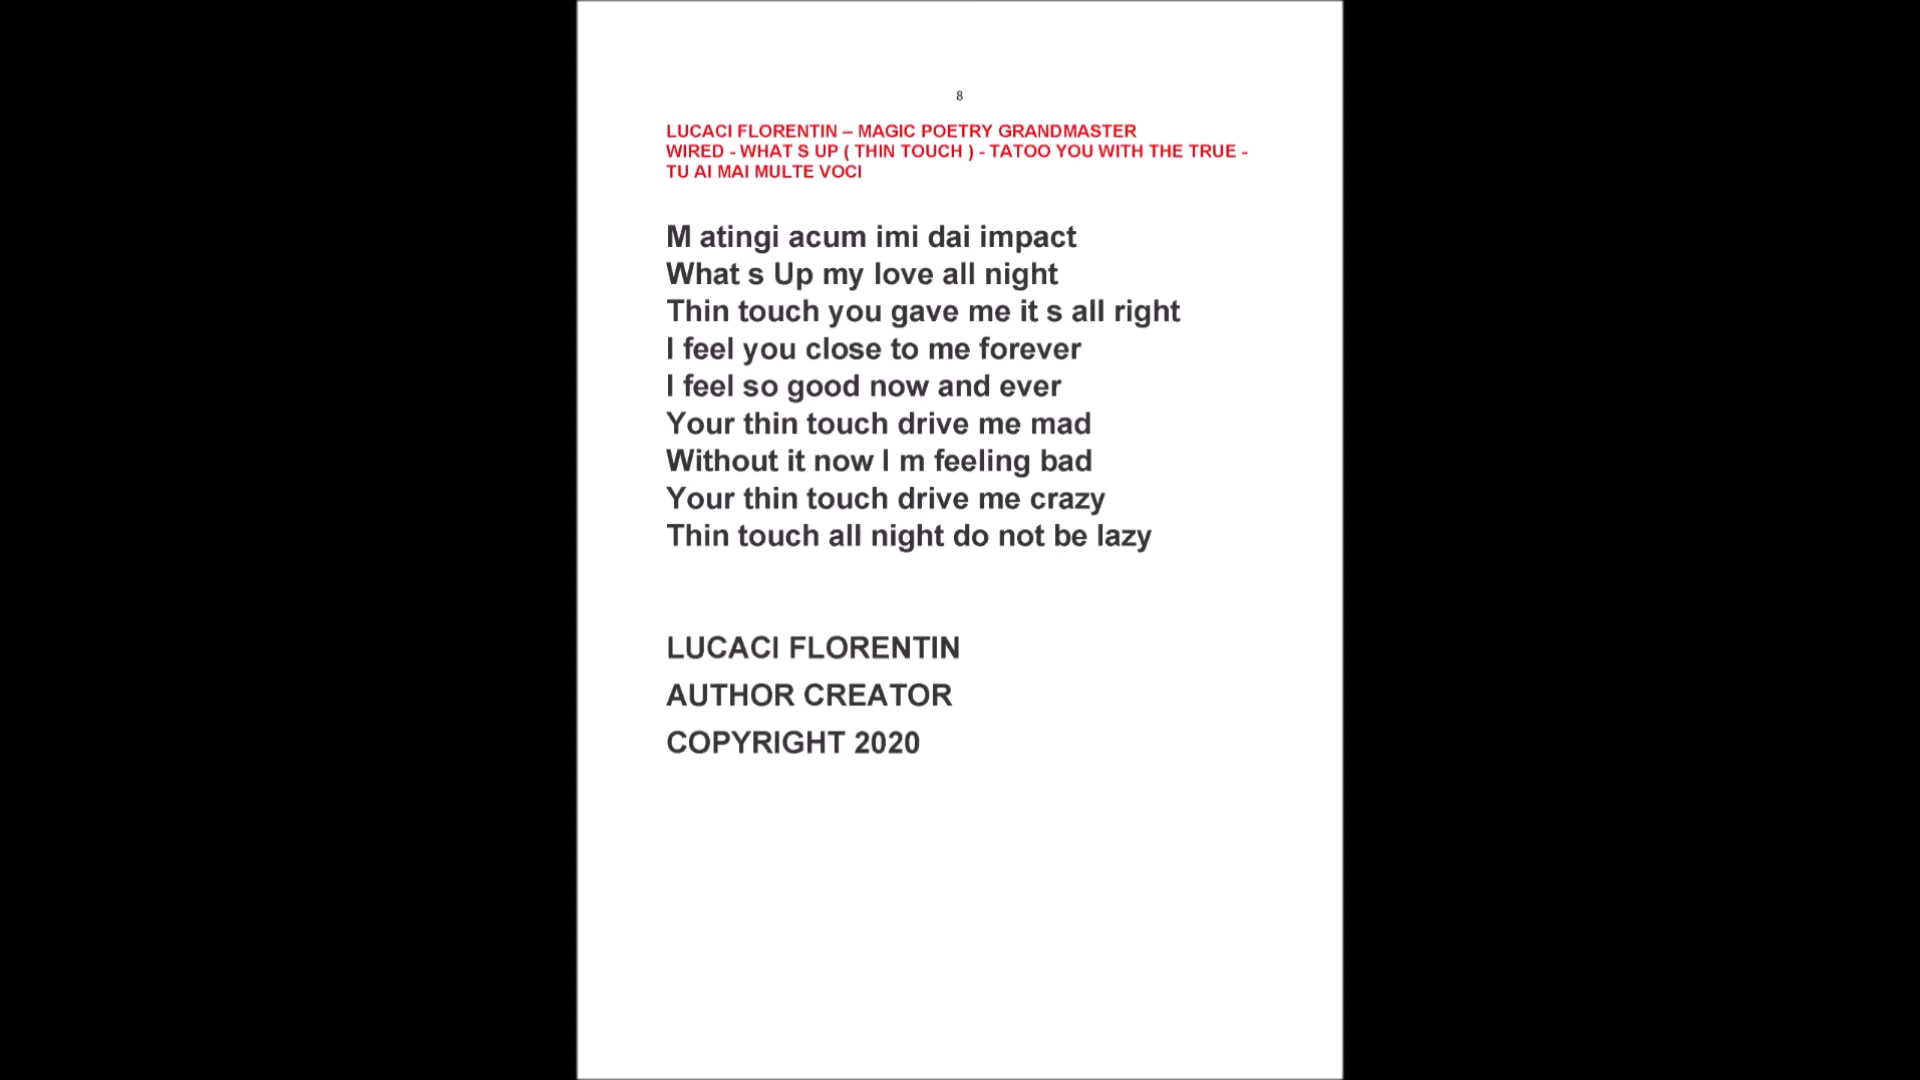 8
LUCACI FLORENTIN – MAGIC POETRY GRANDMASTER
WIRED - WHAT S UP ( THIN TOUCH ) - TATOO YOU WITH THE TRUE -
TU AI MAI MULTE VOCI
M atingi acum imi dai impact
What s Up my love all night
Thin touch you gave me it s all right
I feel you close to me forever
I feel so good now and ever
Your thin touch drive me mad
Without it now I m feeling bad
Your thin touch drive me crazy
Thin touch all night do not be lazy
LUCACI FLORENTIN
AUTHOR CREATOR
COPYRIGHT 2020